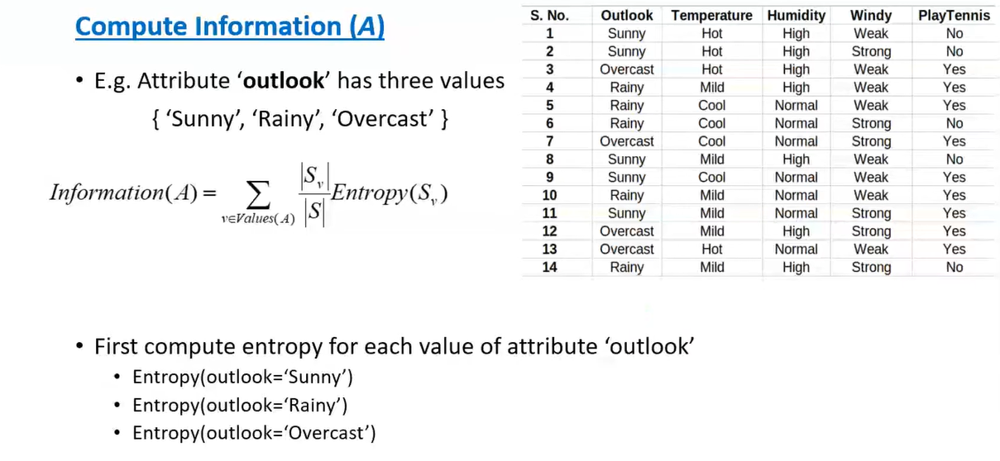 Compute Information (A)
• E.g. Attribute ‘outlook’ has three values
{ ‘Sunny’, ‘Rainy’, ‘Overcast’ }
Information(A) = ∑ v∈Values(A) |Sv| / |S| Entropy(Sv)
S. No. Outlook Temperature Humidity Windy PlayTennis
1 Sunny Hot High Weak No
2 Sunny Hot High Strong No
3 Overcast Hot High Weak Yes
4 Rainy Mild High Weak Yes
5 Rainy Cool Normal Weak Yes
6 Rainy Cool Normal Strong No
7 Overcast Cool Normal Strong Yes
8 Sunny Mild High Weak No
9 Sunny Cool Normal Weak Yes
10 Rainy Mild Normal Weak Yes
11 Sunny Mild Normal Strong Yes
12 Overcast Mild High Strong Yes
13 Overcast Hot Normal Weak Yes
14 Rainy Mild High Strong No
• First compute entropy for each value of attribute ‘outlook’
• Entropy(outlook=‘Sunny’)
• Entropy(outlook=‘Rainy’)
• Entropy(outlook=‘Overcast’)